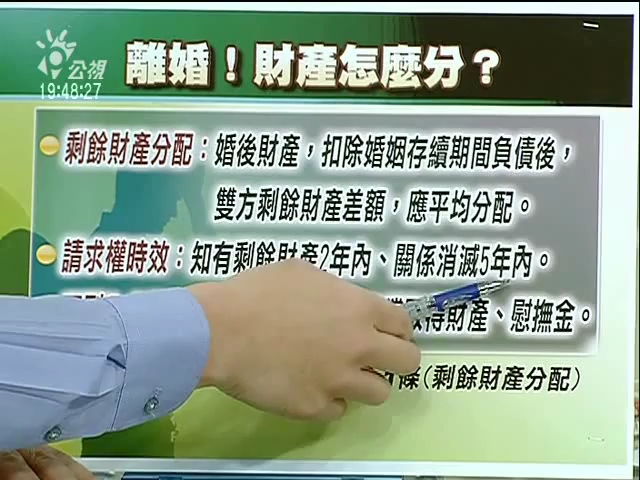 公視
19:48:27
離婚！財產怎麼分？
剩餘財產分配：婚後財產，扣除婚姻存續期間負債後，
雙方剩餘財產差額，應平均分配。
請求權時效：知有剩餘財產2年內、關係消滅5年內。
得財產、慰撫金。
條(剩餘財產分配)